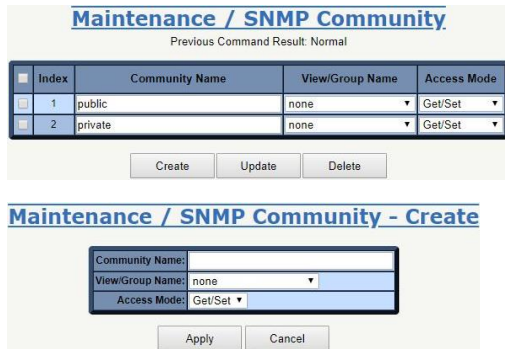 Maintenance / SNMP Community
Previous Command Result: Normal
Index Community Name View/Group Name Access Mode
1 public none Get/Set
2 private none Get/Set
Create Update Delete
Maintenance / SNMP Community - Create
Community Name:
View/Group Name: none
Access Mode: Get/Set
Apply Cancel